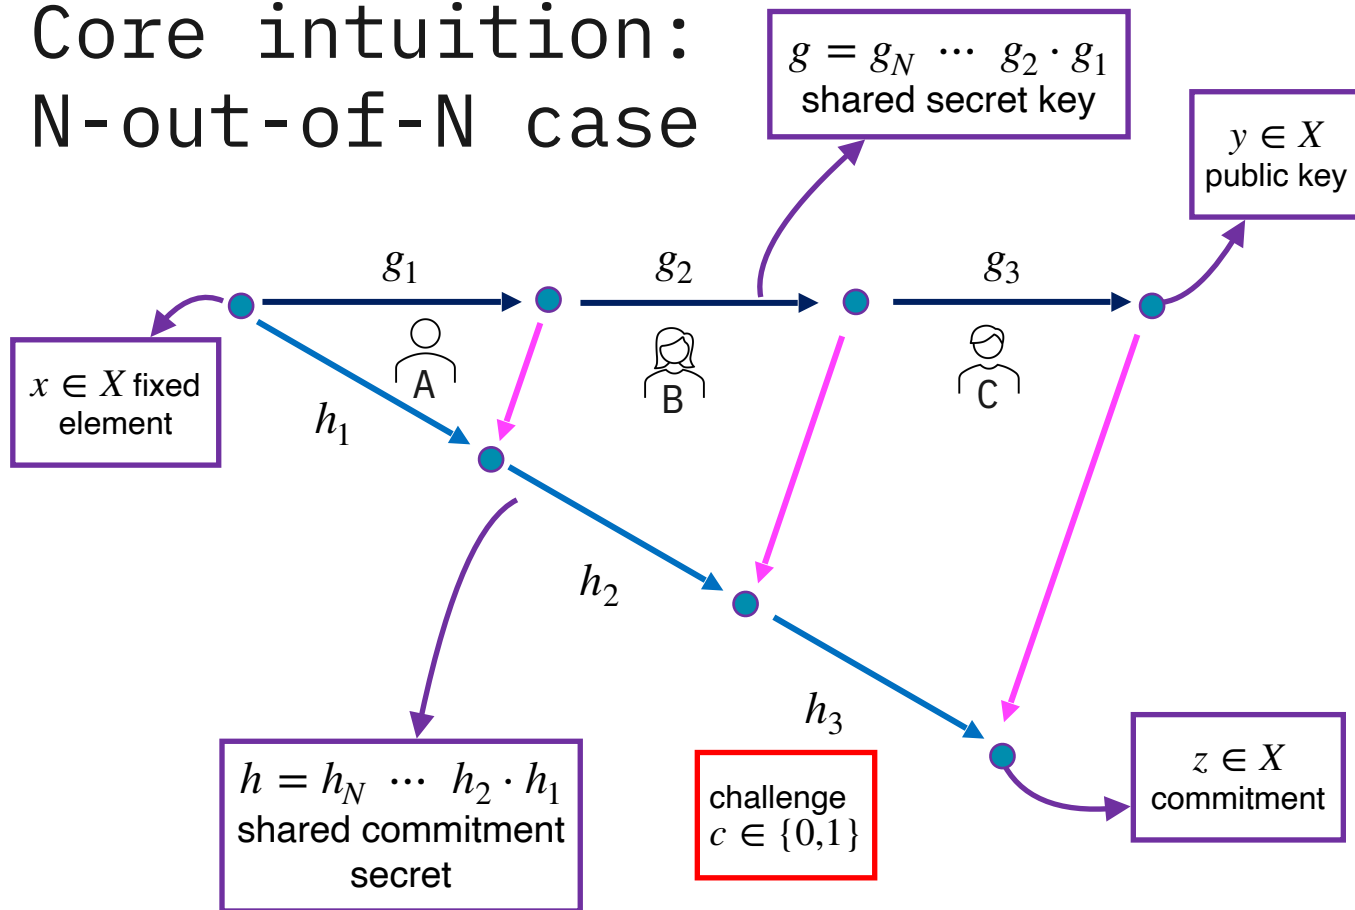 Core intuition:
N-out-of-N case
g = g_N ⋯ g_2 · g_1
shared secret key
y ∈ X
public key
g_1
g_2
g_3
A
B
C
x ∈ X fixed
element
h_1
h_2
h_3
h = h_N ⋯ h_2 · h_1
shared commitment
secret
challenge
c ∈ {0,1}
z ∈ X
commitment